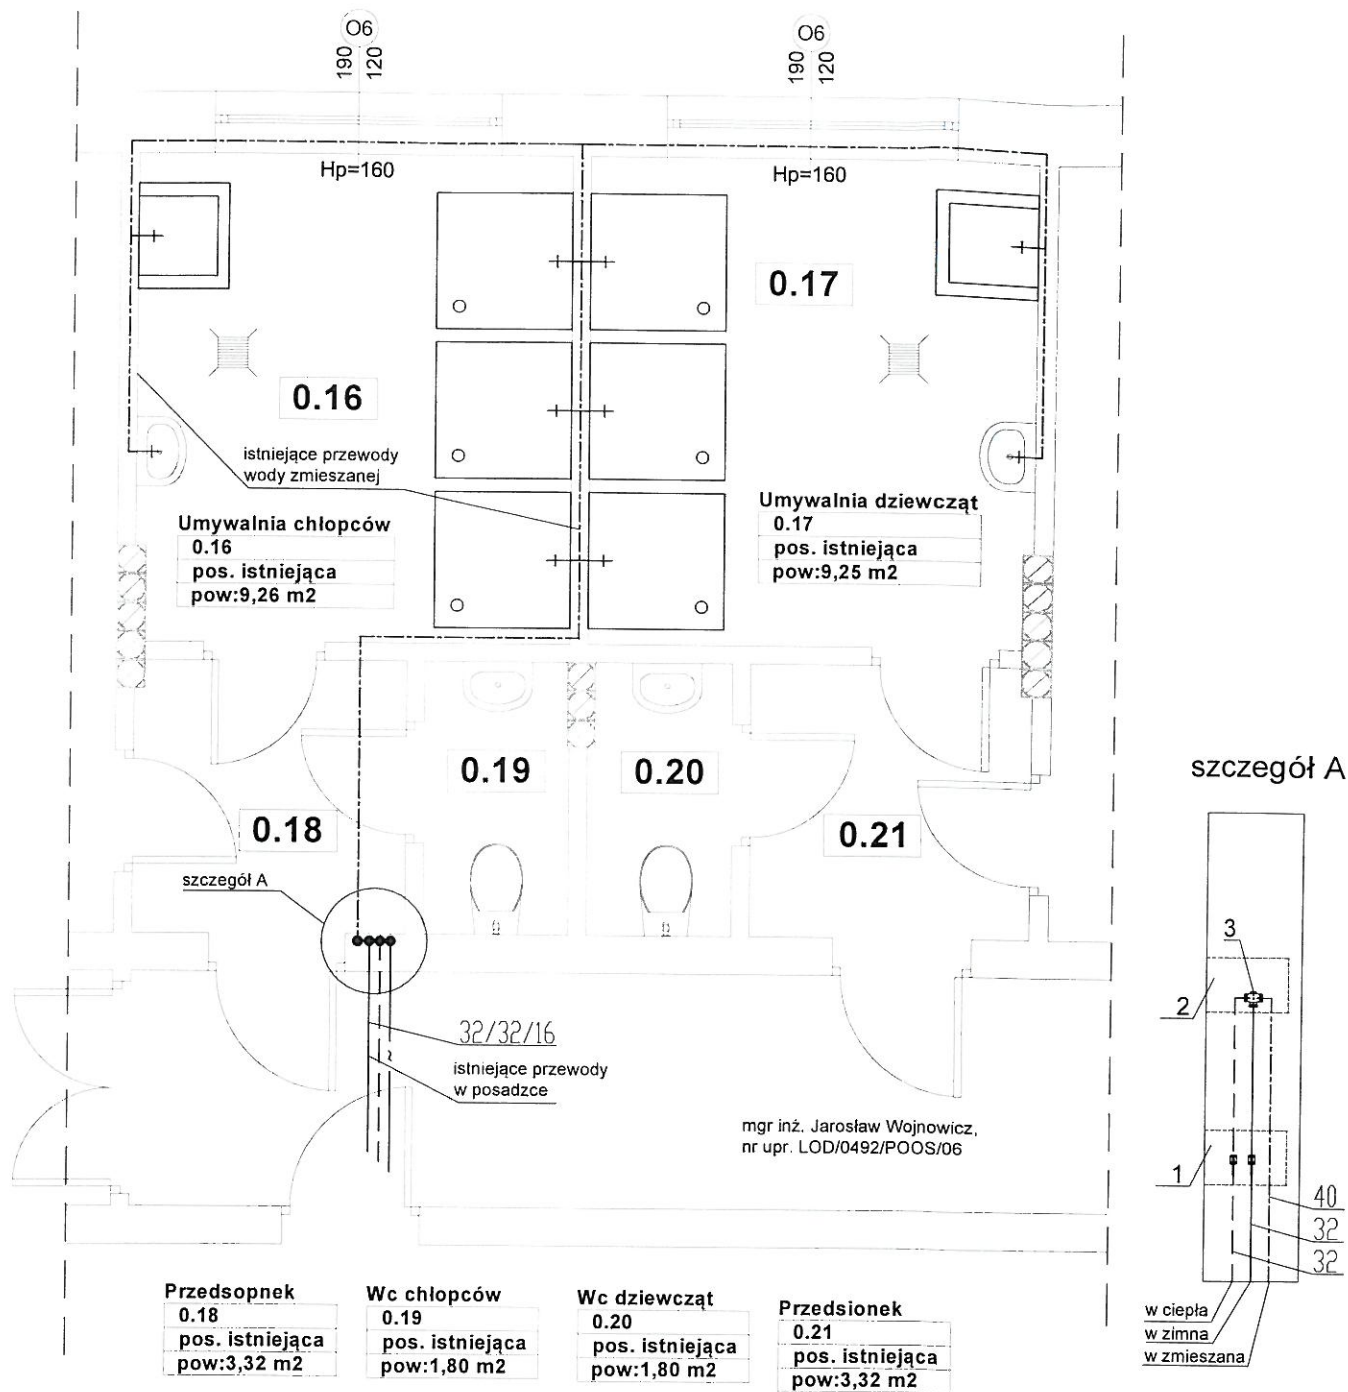 O6
190
120
O6
190
120
Hp=160
Hp=160
0.17
0.16
istniejące przewody
wody zmieszanej
Umywalnia chłopców
0.16
pos. istniejąca
pow:9,26 m2
Umywalnia dziewcząt
0.17
pos. istniejąca
pow:9,25 m2
0.19
0.20
0.18
0.21
szczegół A
szczegół A
32/32/16
istniejące przewody
w posadzce
mgr inż. Jarosław Wojnowicz,
nr upr. LOD/0492/POOS/06
3
2
1
40
32
32
w ciepła
w zimna
w zmieszana
Przedsopnek
0.18
pos. istniejąca
pow:3,32 m2
Wc chłopców
0.19
pos. istniejąca
pow:1,80 m2
Wc dziewcząt
0.20
pos. istniejąca
pow:1,80 m2
Przedsionek
0.21
pos. istniejąca
pow:3,32 m2